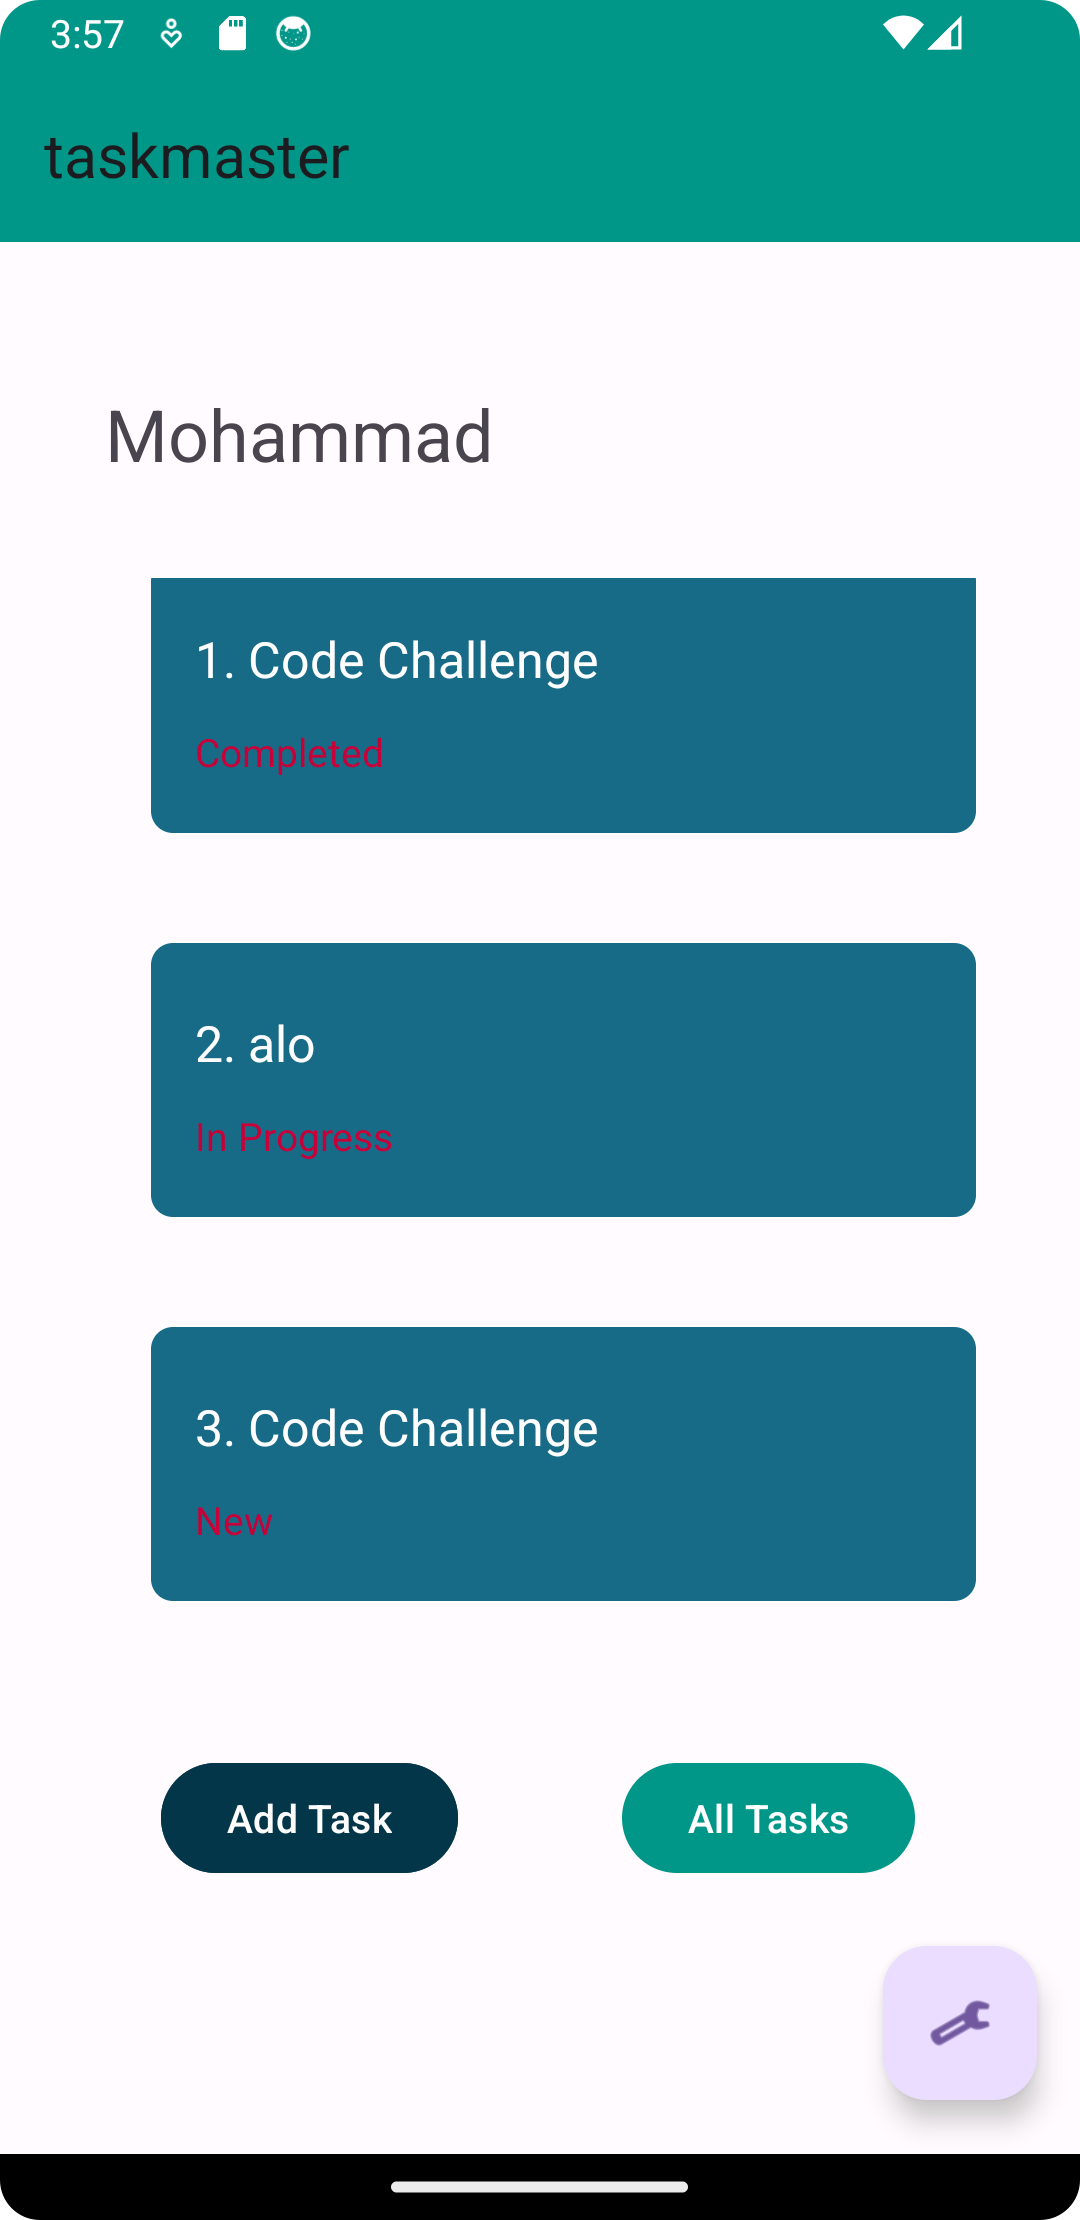 3:57
taskmaster
Mohammad
1. Code Challenge
Completed
2. alo
In Progress
3. Code Challenge
New
Add Task
All Tasks